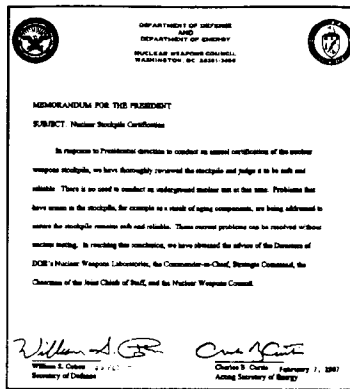 DEPARTMENT OF DEFENSE
AND
DEPARTMENT OF ENERGY
NUCLEAR WEAPONS COUNCIL
WASHINGTON, DC 20301-3050
MEMORANDUM FOR THE PRESIDENT
SUBJECT: Nuclear Stockpile Certification
In response to Presidential direction to conduct an annual certification of the nuclear
weapons stockpile, we have thoroughly reviewed the stockpile and judge it to be safe and
reliable. There is no need to conduct an underground nuclear test at this time. Problems that
have arisen in the stockpile, for example as a result of aging components, are being addressed to
assure the stockpile remains safe and reliable. These current problems can be resolved without
nuclear testing. In reaching this conclusion, we have obtained the advice of the Directors of
DOE's Nuclear Weapons Laboratories, the Commander-in-Chief, Strategic Command, the
Chairman of the Joint Chiefs of Staff, and the Nuclear Weapons Council.
William S. Cohen
Secretary of Defense
Charles B. Curtis
Acting Secretary of Energy
February 7, 1997